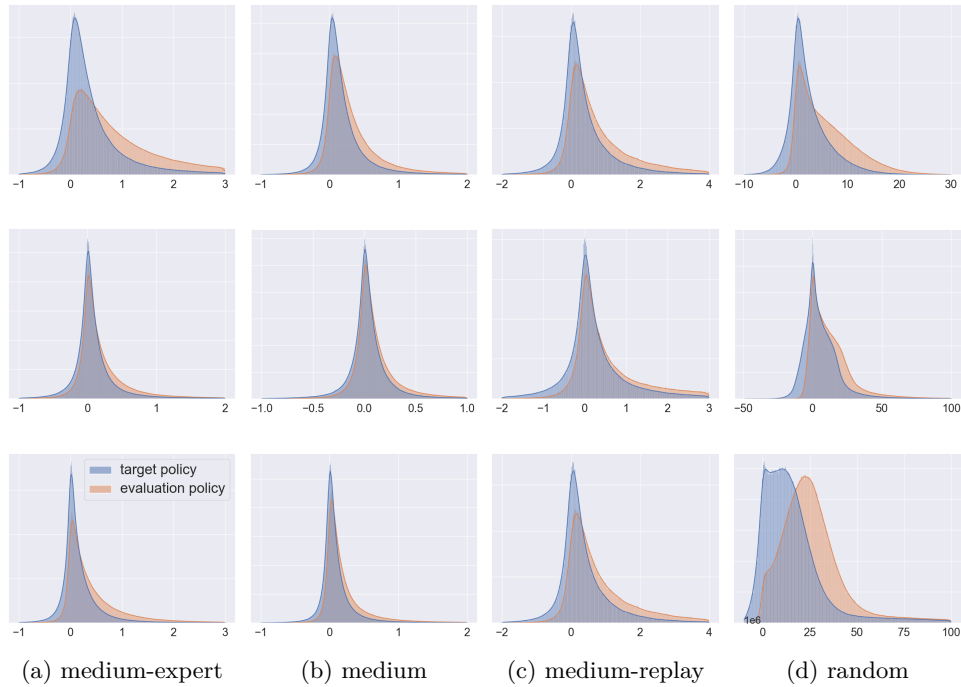 −1 0 1 2 3 −1 0 1 2 −2 0 2 4 −10 0 10 20 30
−1 0 1 2 −1.0 −0.5 0.0 0.5 1.0 −2 −1 0 1 2 3 −50 0 50 100
target policy
evaluation policy
1e6
−1 0 1 2 3 −1 0 1 2 −2 0 2 4 0 25 50 75 100
(a) medium-expert (b) medium (c) medium-replay (d) random